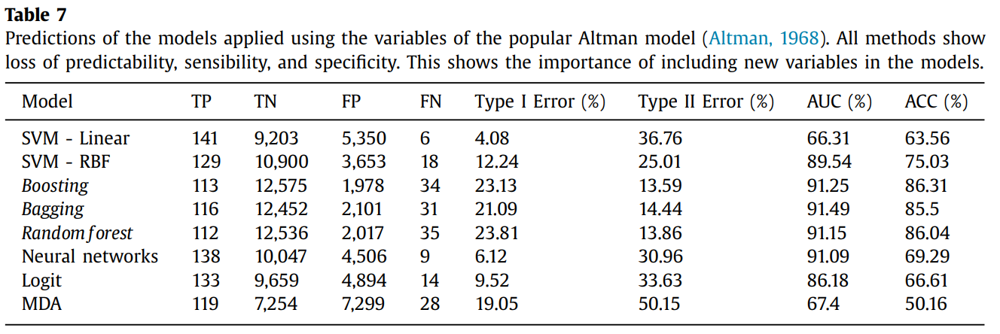 Table 7
Predictions of the models applied using the variables of the popular Altman model (Altman, 1968). All methods show
loss of predictability, sensibility, and specificity. This shows the importance of including new variables in the models.
Model TP TN FP FN Type I Error (%) Type II Error (%) AUC (%) ACC (%)
SVM - Linear 141 9,203 5,350 6 4.08 36.76 66.31 63.56
SVM - RBF 129 10,900 3,653 18 12.24 25.01 89.54 75.03
Boosting 113 12,575 1,978 34 23.13 13.59 91.25 86.31
Bagging 116 12,452 2,101 31 21.09 14.44 91.49 85.5
Random forest 112 12,536 2,017 35 23.81 13.86 91.15 86.04
Neural networks 138 10,047 4,506 9 6.12 30.96 91.09 69.29
Logit 133 9,659 4,894 14 9.52 33.63 86.18 66.61
MDA 119 7,254 7,299 28 19.05 50.15 67.4 50.16